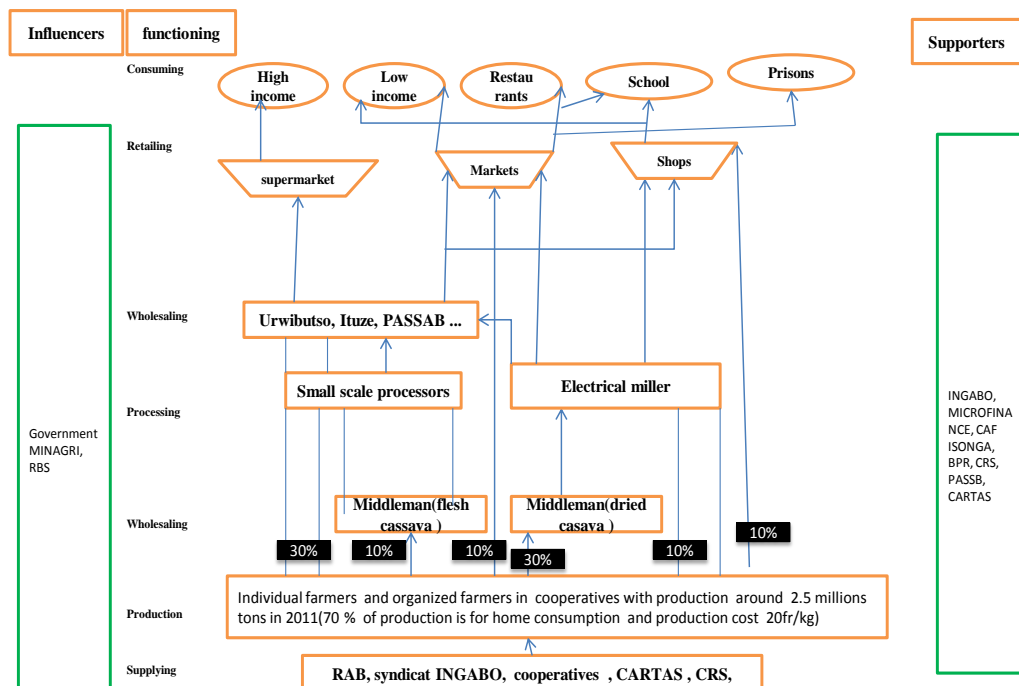 Influencers
functioning
Supporters
Consuming
High
income
Low
income
Restau
rants
School
Prisons
Retailing
supermarket
Markets
Shops
Wholesaling
Urwibutso, Ituze, PASSAB ...
Small scale processors
Electrical miller
Processing
Government
MINAGRI,
RBS
INGABO,
MICROFINA
NCE, CAF
ISONGA,
BPR, CRS,
PASSB,
CARTAS
Wholesaling
Middleman(flesh
cassava )
Middleman(dried
casava )
30%
10%
10%
30%
10%
10%
Production
Individual farmers and organized farmers in cooperatives with production around 2.5 millions
tons in 2011(70 % of production is for home consumption and production cost 20fr/kg)
Supplying
RAB, syndicat INGABO, cooperatives , CARTAS , CRS,